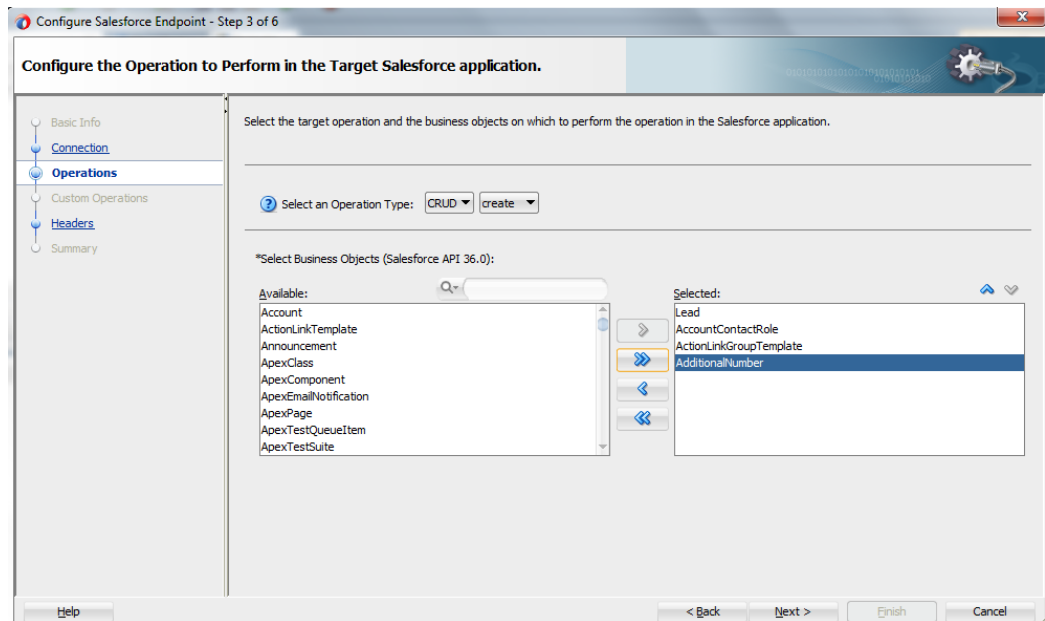 Configure Salesforce Endpoint - Step 3 of 6
Configure the Operation to Perform in the Target Salesforce application.
Basic Info
Connection
Operations
Custom Operations
Headers
Summary
Select the target operation and the business objects on which to perform the operation in the Salesforce application.
Select an Operation Type: CRUD create
*Select Business Objects (Salesforce API 36.0):
Available:
Account
ActionLinkTemplate
Announcement
ApexClass
ApexComponent
ApexEmailNotification
ApexPage
ApexTestQueueItem
ApexTestSuite
Selected:
Lead
AccountContactRole
ActionLinkGroupTemplate
AdditionalNumber
Help
< Back
Next >
Finish
Cancel